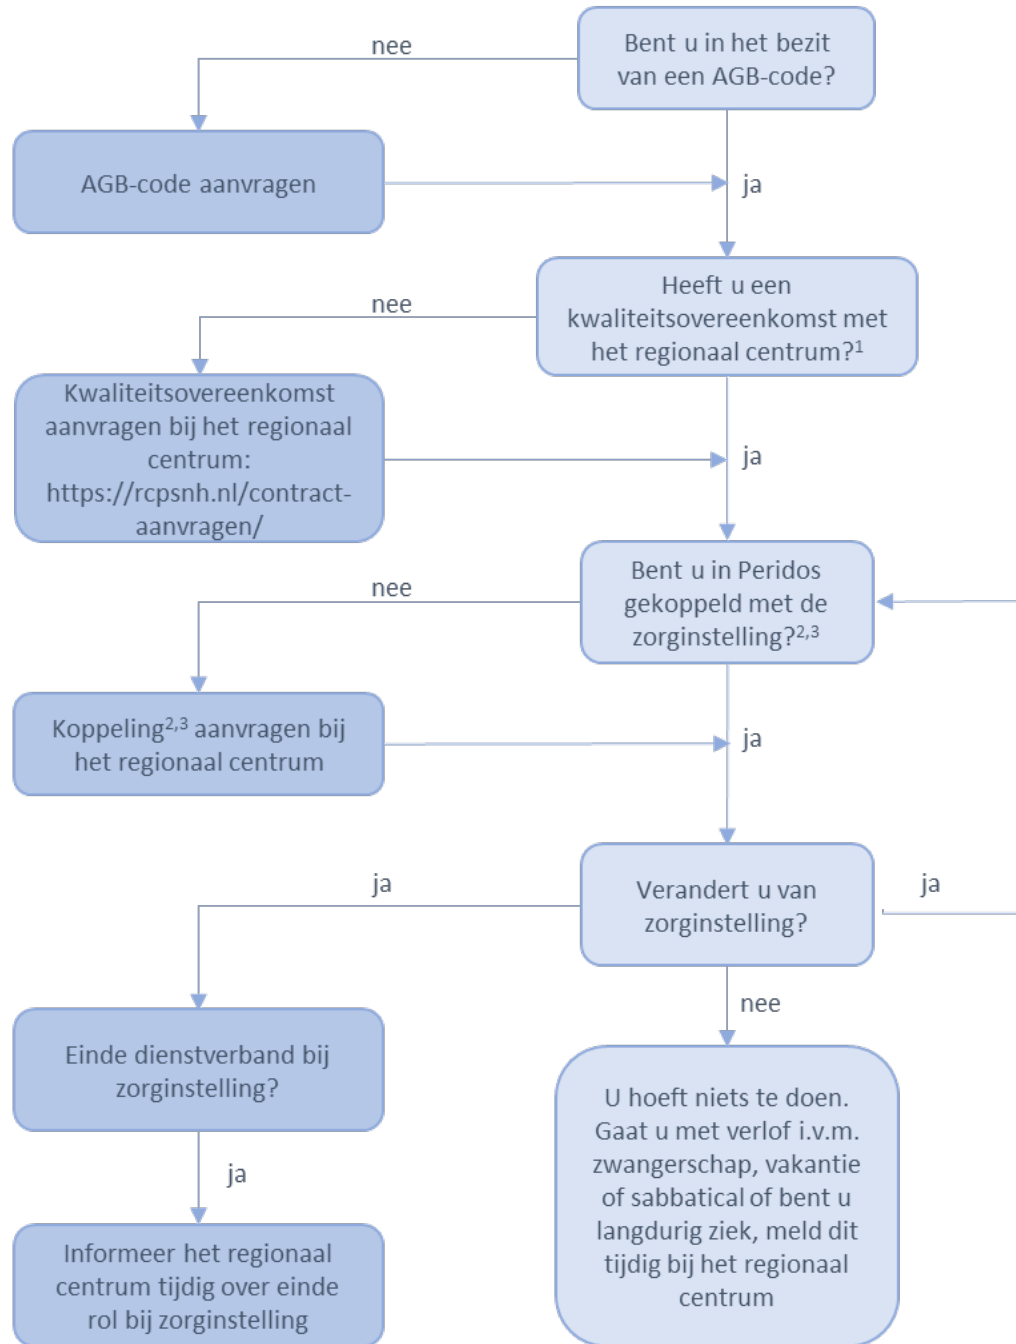 Bent u in het bezit
van een AGB-code?
nee
AGB-code aanvragen
ja
Heeft u een
kwaliteitsovereenkomst met
het regionaal centrum?¹
nee
Kwaliteitsovereenkomst
aanvragen bij het regionaal
centrum:
https://rcpsnh.nl/contract-
aanvragen/
ja
Bent u in Peridos
gekoppeld met de
zorginstelling?²,³
nee
Koppeling²,³ aanvragen bij
het regionaal centrum
ja
Verandert u van
zorginstelling?
ja
ja
nee
Einde dienstverband bij
zorginstelling?
ja
Informeer het regionaal
centrum tijdig over einde
rol bij zorginstelling
U hoeft niets te doen.
Gaat u met verlof i.v.m.
zwangerschap, vakantie
of sabbatical of bent u
langdurig ziek, meld dit
tijdig bij het regionaal
centrum